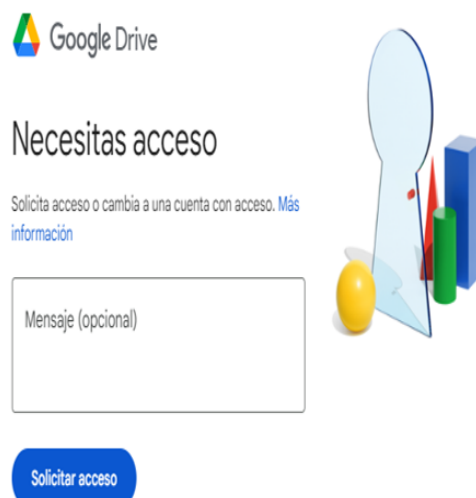 Google Drive
Necesitas acceso
Solicita acceso o cambia a una cuenta con acceso. Más
información
Mensaje (opcional)
Solicitar acceso